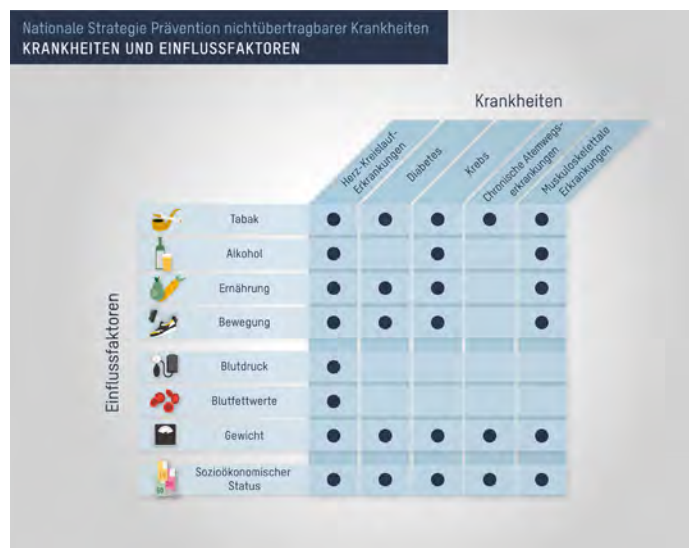 Nationale Strategie Prävention nichtübertragbarer Krankheiten
KRANKHEITEN UND EINFLUSSFAKTOREN
Krankheiten
Herz-Kreislauf-
Erkrankungen
Diabetes
Krebs
Chronische Atemwegs-
erkrankungen
Muskuloskelettale
Erkrankungen
Einflussfaktoren
Tabak
Alkohol
Ernährung
Bewegung
Blutdruck
Blutfettwerte
Gewicht
Sozioökonomischer
Status